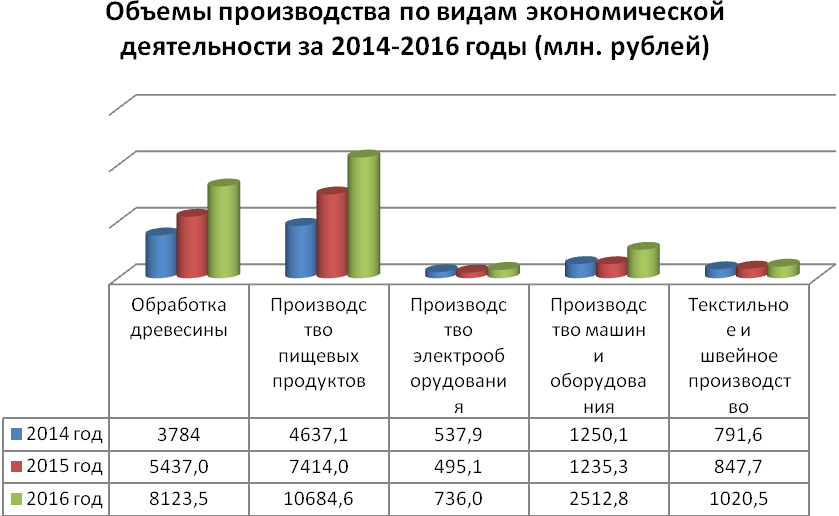 Объемы производства по видам экономической
деятельности за 2014-2016 годы (млн. рублей)
Обработка
древесины
Производс
тво
пищевых
продуктов
Производс
тво
электрооб
орудовани
я
Производс
тво машин
и
оборудова
ния
Текстильно
е и
швейное
производст
во
2014 год 3784 4637,1 537,9 1250,1 791,6
2015 год 5437,0 7414,0 495,1 1235,3 847,7
2016 год 8123,5 10684,6 736,0 2512,8 1020,5